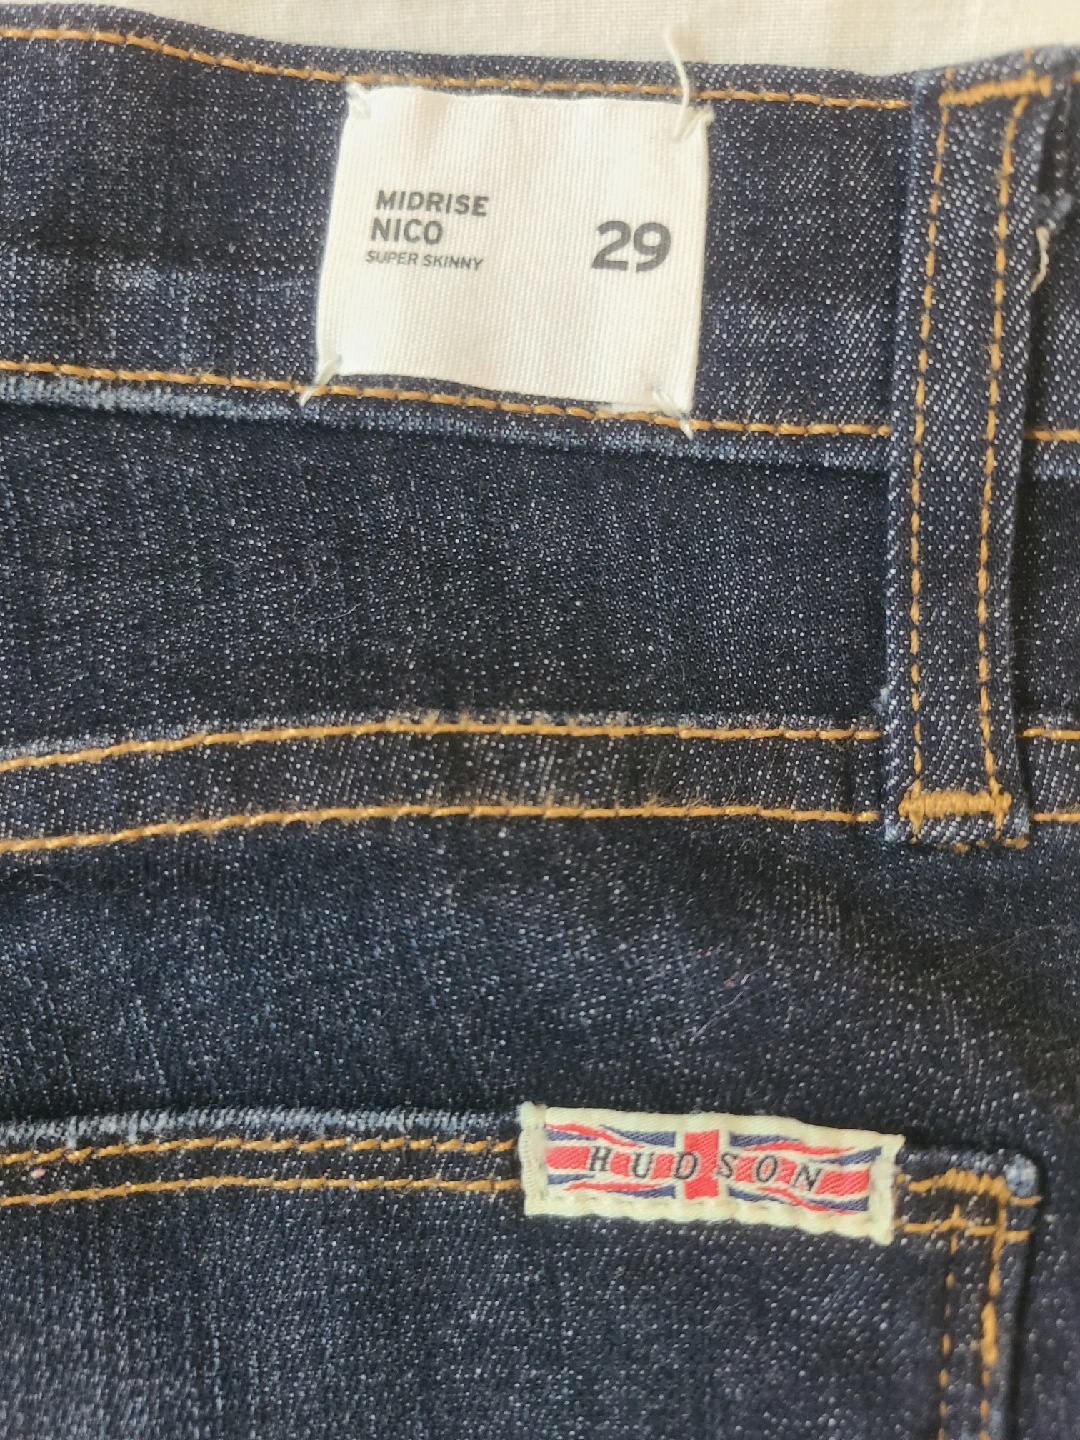 MIDRISE
NICO
SUPER SKINNY
29
HUDSON